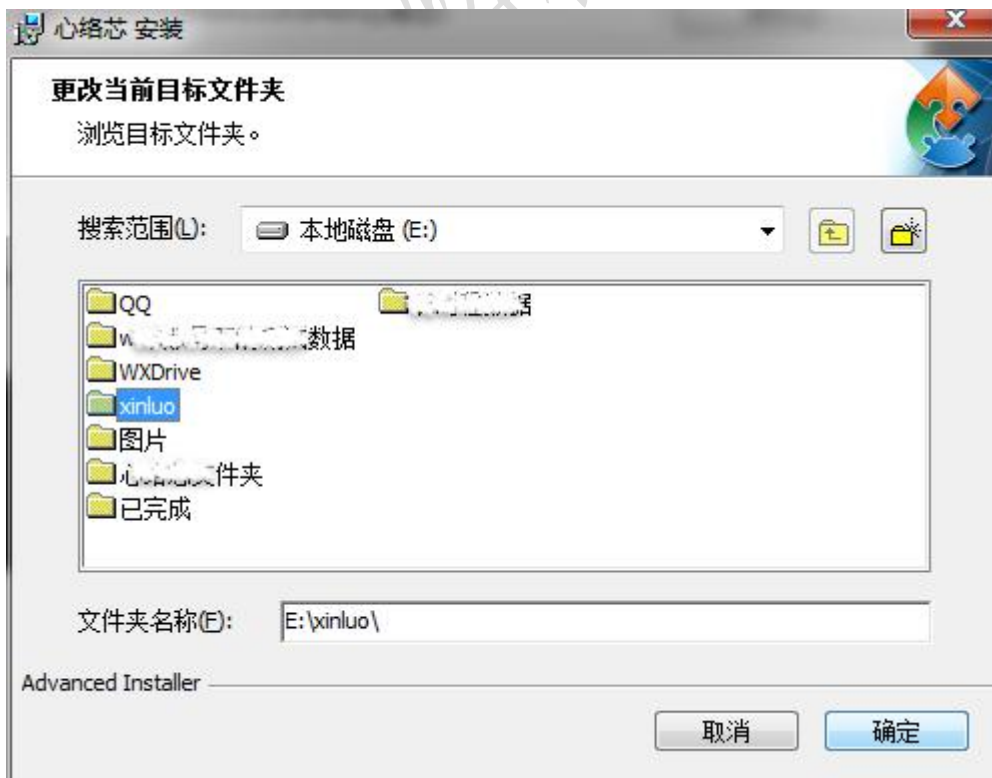 心络芯 安装
更改当前目标文件夹
浏览目标文件夹。
搜索范围(L):
本地磁盘 (E:)
QQ
数据
WXDrive
xinluo
图片
件夹
已完成
据
文件夹名称(F):
E:\xinluo\
Advanced Installer
取消
确定